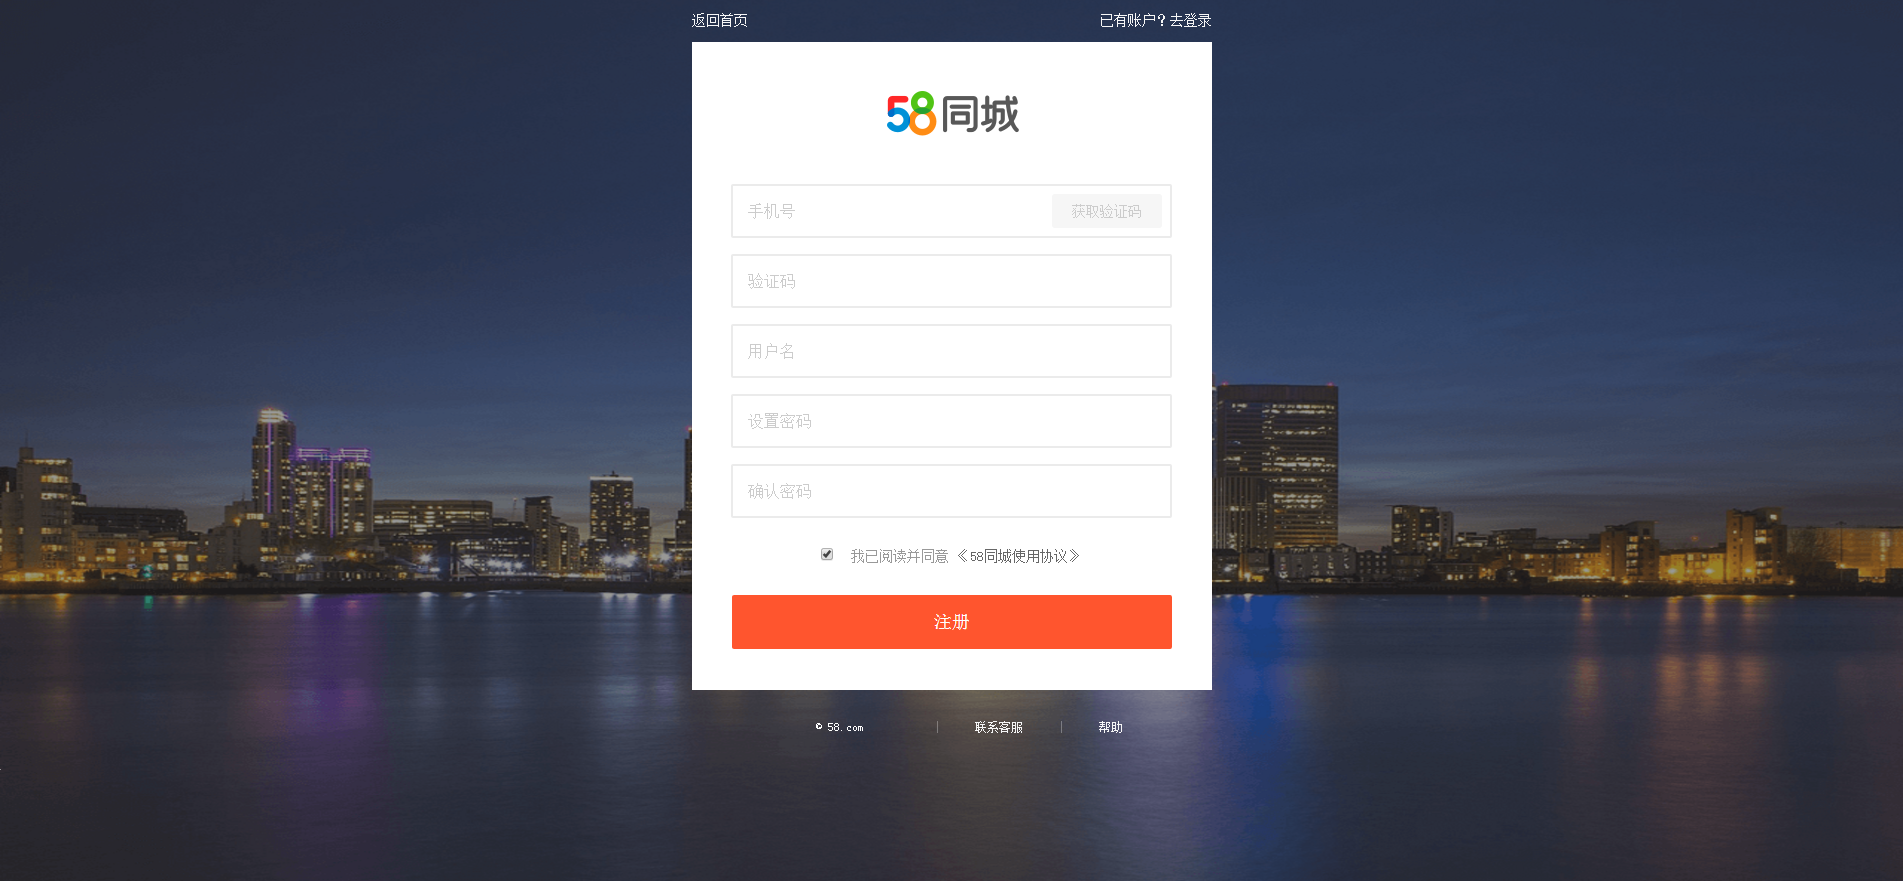 返回首页
已有账户？去登录
58同城
手机号
获取验证码
验证码
用户名
设置密码
确认密码
我已阅读并同意《58同城使用协议》
注册
© 58.com
联系客服
帮助